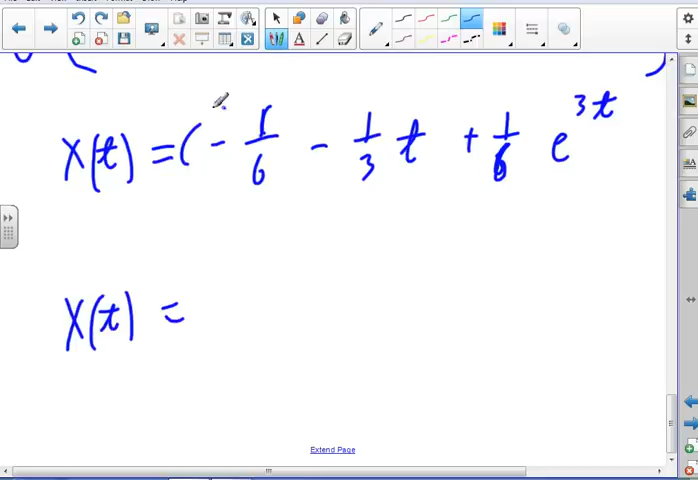 X(t) = (- 1/6 - 1/3 t + 1/6 e^3t
X(t) =
Extend Page